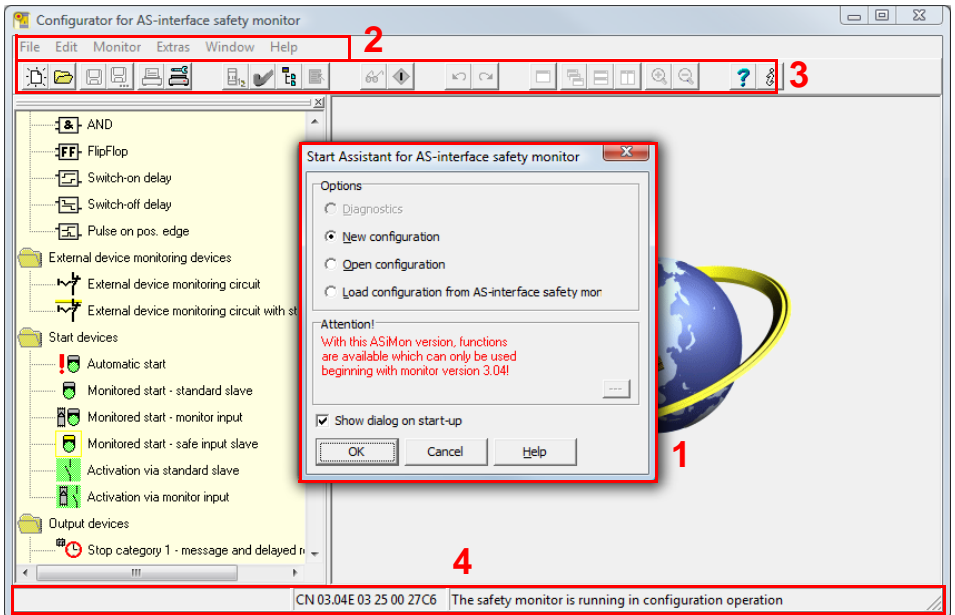 Configurator for AS-interface safety monitor
File Edit Monitor Extras Window Help
2
3
AND
FlipFlop
Switch-on delay
Switch-off delay
Pulse on pos. edge
External device monitoring devices
External device monitoring circuit
External device monitoring circuit with st
Start devices
Automatic start
Monitored start - standard slave
Monitored start - monitor input
Monitored start - safe input slave
Activation via standard slave
Activation via monitor input
Output devices
Stop category 1 - message and delayed r
Start Assistant for AS-interface safety monitor
Options
Diagnostics
New configuration
Open configuration
Load configuration from AS-interface safety mor
Attention!
With this ASiMon version, functions
are available which can only be used
beginning with monitor version 3.04!
---
Show dialog on start-up
OK Cancel Help
1
4
CN 03.04E 03 25 00 27C6 The safety monitor is running in configuration operation